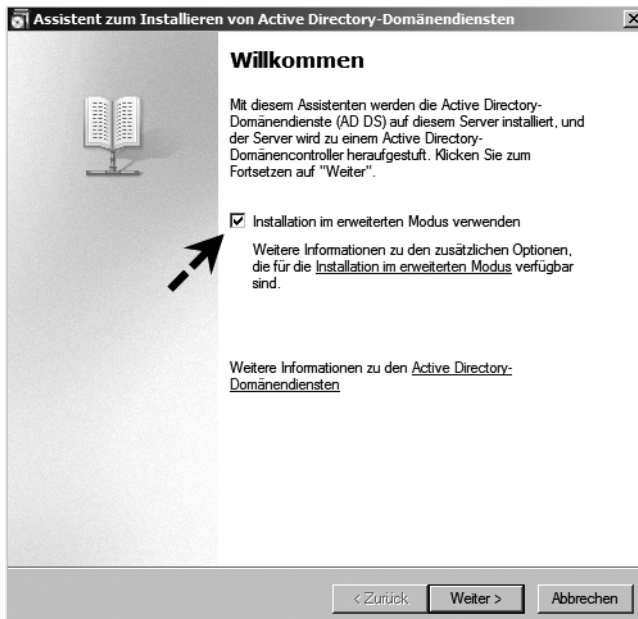 Assistent zum Installieren von Active Directory-Domänendiensten
Willkommen
Mit diesem Assistenten werden die Active Directory-
Domänendienste (AD DS) auf diesem Server installiert, und
der Server wird zu einem Active Directory-
Domänencontroller heraufgestuft. Klicken Sie zum
Fortsetzen auf "Weiter".
Installation im erweiterten Modus verwenden
Weitere Informationen zu den zusätzlichen Optionen,
die für die Installation im erweiterten Modus verfügbar
sind.
Weitere Informationen zu den Active Directory-
Domänendiensten
< Zurück Weiter > Abbrechen